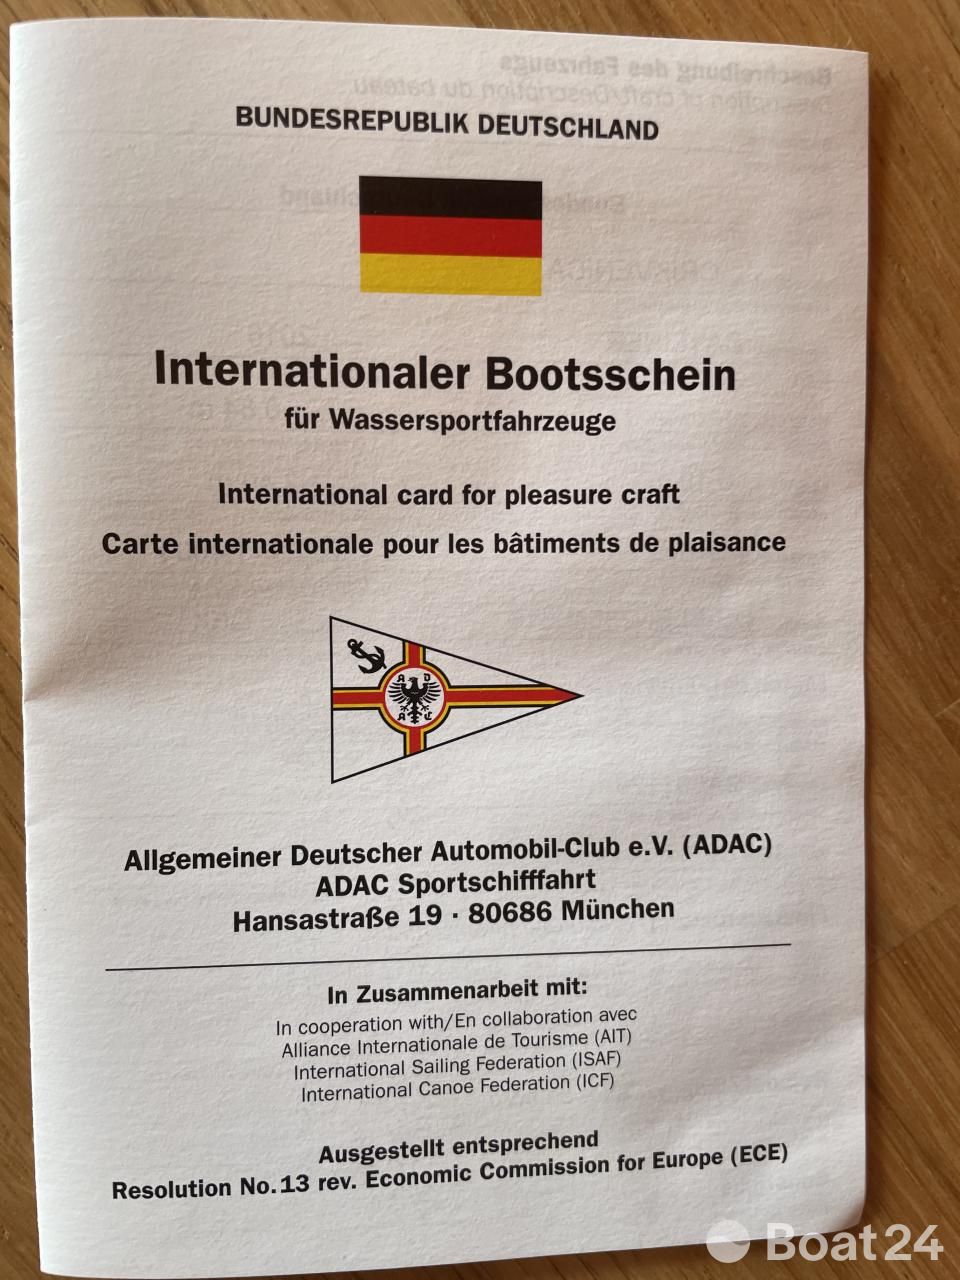 BUNDESREPUBLIK DEUTSCHLAND
Internationaler Bootsschein
für Wassersportfahrzeuge
International card for pleasure craft
Carte internationale pour les bâtiments de plaisance
A D
A C
Allgemeiner Deutscher Automobil-Club e.V. (ADAC)
ADAC Sportschifffahrt
Hansastraße 19 · 80686 München
In Zusammenarbeit mit:
In cooperation with/En collaboration avec
Alliance Internationale de Tourisme (AIT)
International Sailing Federation (ISAF)
International Canoe Federation (ICF)
Ausgestellt entsprechend
Resolution No.13 rev. Economic Commission for Europe (ECE)
Boat24